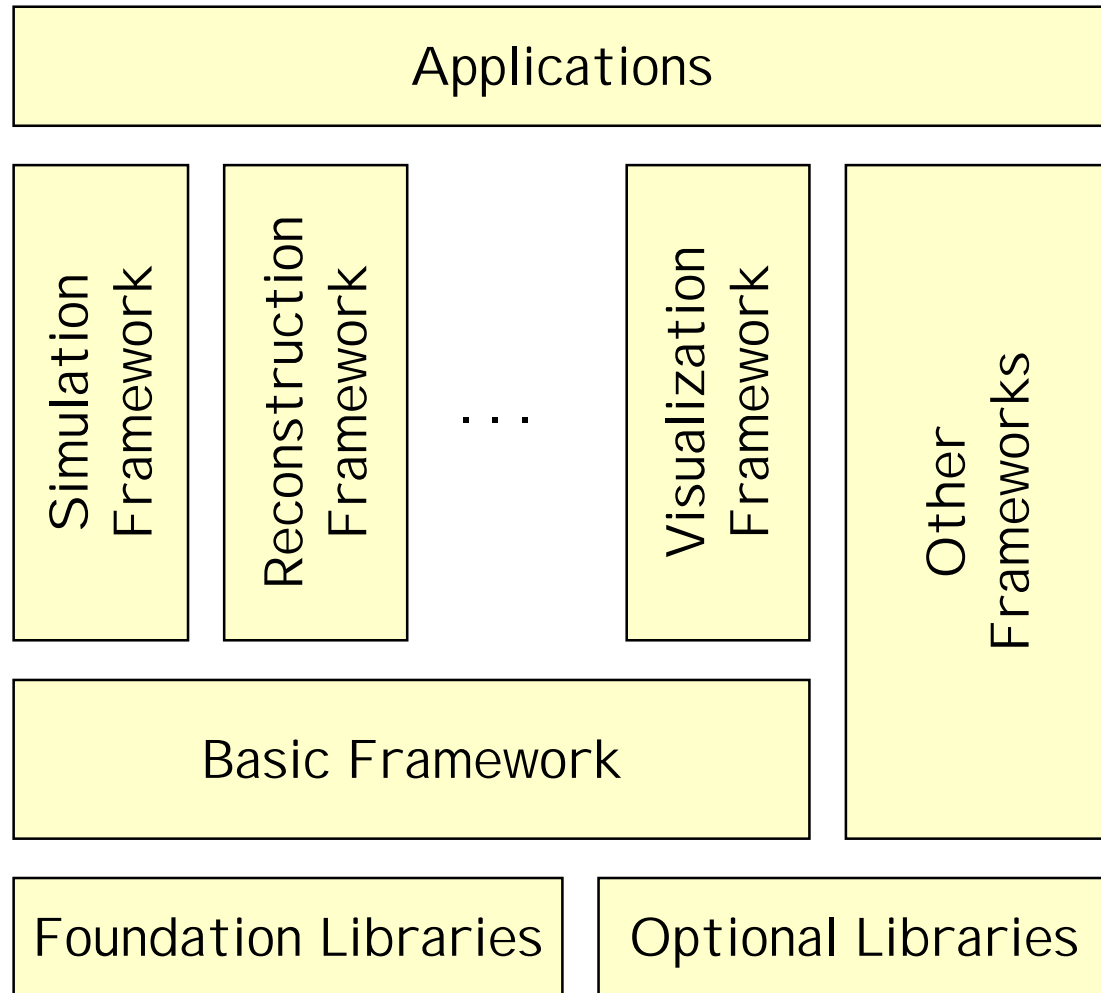 Applications
Simulation
Framework
Reconstruction
Framework
. . .
Visualization
Framework
Other
Frameworks
Basic Framework
Foundation Libraries
Optional Libraries